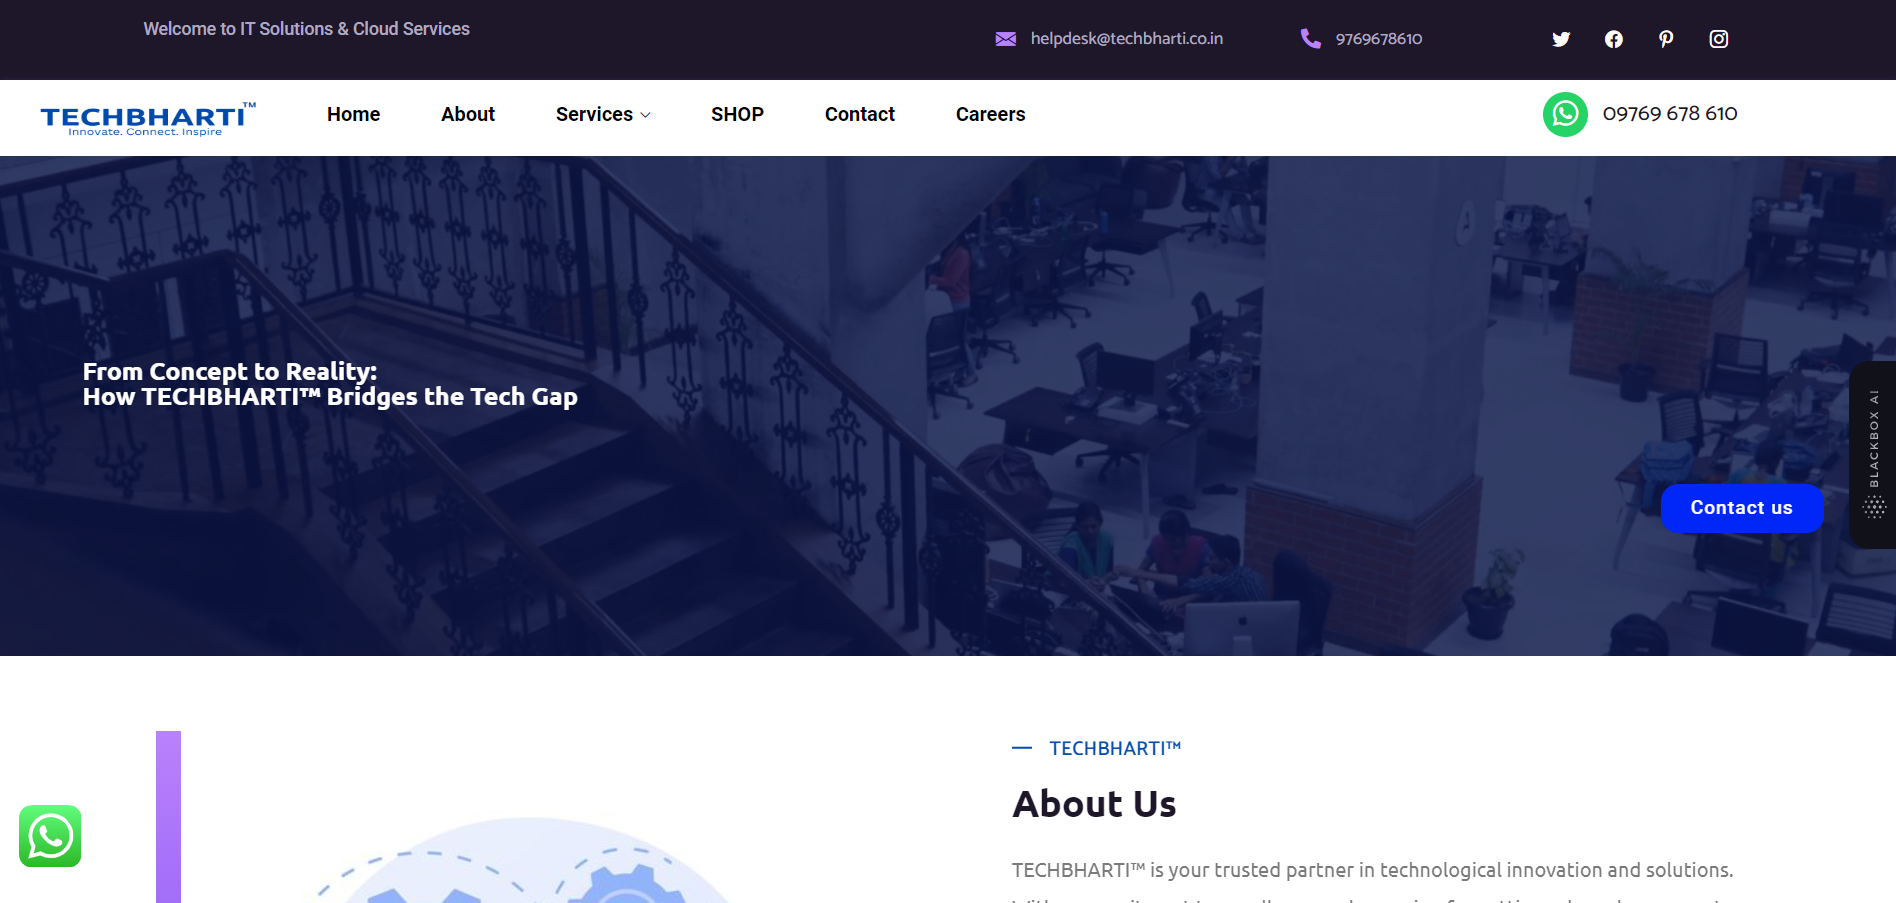 Welcome to IT Solutions & Cloud Services
helpdesk@techbharti.co.in
9769678610
TECHBHARTI™
Innovate. Connect. Inspire
Home
About
Services
SHOP
Contact
Careers
09769 678 610
From Concept to Reality:
How TECHBHARTI™ Bridges the Tech Gap
BLACKBOX AI
Contact us
TECHBHARTI™
About Us
TECHBHARTI™ is your trusted partner in technological innovation and solutions.